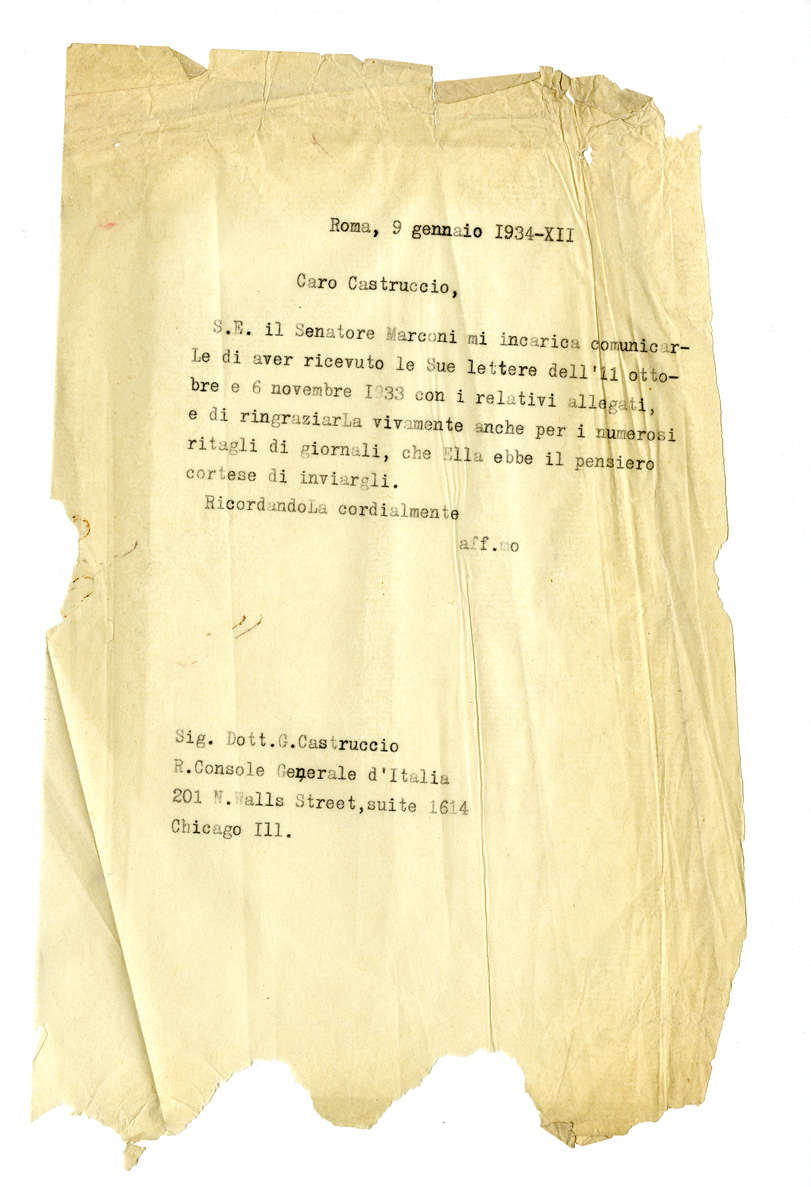 Roma, 9 gennaio I934-XII
Caro Castruccio,
S.E. il Senatore Marconi mi incarica comunicar-
Le di aver ricevuto le Sue lettere dell'11 otto-
bre e 6 novembre I933 con i relativi allegati,
e di ringraziarLa vivamente anche per i numerosi
ritagli di giornali, che Ella ebbe il pensiero
cortese di inviargli.
RicordandoLa cordialmente
aff.mo
Sig. Dott.G.Castruccio
R.Console Generale d'Italia
201 N.Walls Street,suite 1614
Chicago Ill.